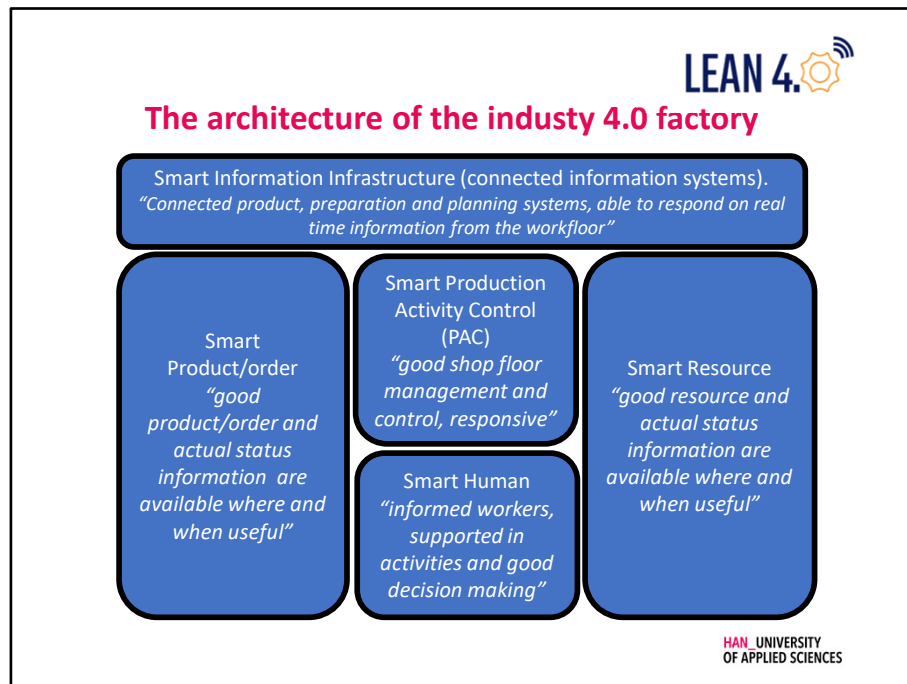 LEAN 4.
The architecture of the industy 4.0 factory
Smart Information Infrastructure (connected information systems).
“Connected product, preparation and planning systems, able to respond on real
time information from the workfloor”
Smart
Product/order
“good
product/order and
actual status
information are
available where and
when useful”
Smart Production
Activity Control
(PAC)
“good shop floor
management and
control, responsive”
Smart Human
“informed workers,
supported in
activities and good
decision making”
Smart Resource
“good resource and
actual status
information are
available where and
when useful”
HAN_UNIVERSITY
OF APPLIED SCIENCES